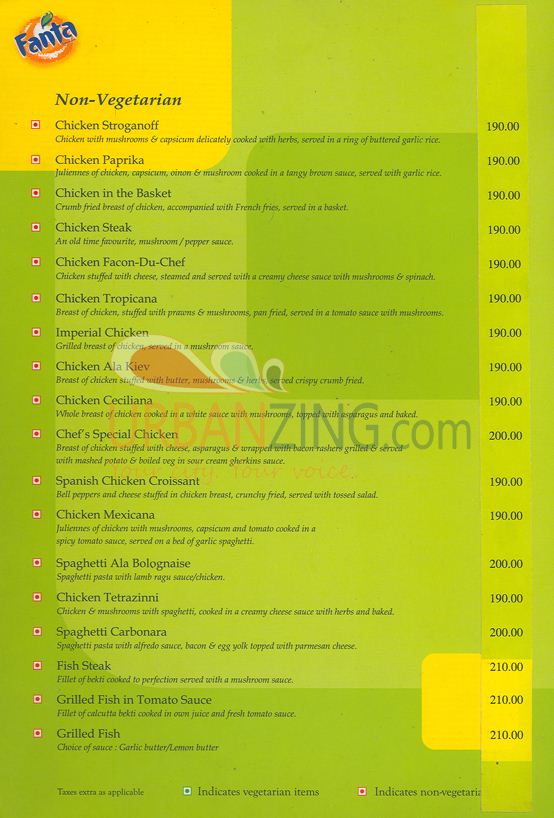 Fanta
Non-Vegetarian
Chicken Stroganoff 190.00
Chicken with mushrooms & capsicum delicately cooked with herbs, served in a ring of buttered garlic rice.
Chicken Paprika 190.00
Juliennes of chicken, capsicum, oinon & mushroom cooked in a tangy brown sauce, served with garlic rice.
Chicken in the Basket 190.00
Crumb fried breast of chicken, accompanied with French fries, served in a basket.
Chicken Steak 190.00
An old time favourite, mushroom / pepper sauce.
Chicken Facon-Du-Chef 190.00
Chicken stuffed with cheese, steamed and served with a creamy cheese sauce with mushrooms & spinach.
Chicken Tropicana 190.00
Breast of chicken, stuffed with prawns & mushrooms, pan fried, served in a tomato sauce with mushrooms.
Imperial Chicken 190.00
Grilled breast of chicken, served in a mushroom sauce.
Chicken Ala Kiev 190.00
Breast of chicken stuffed with butter, mushrooms & herbs, served crispy crumb fried.
Chicken Ceciliana 190.00
Whole breast of chicken cooked in a white sauce with mushrooms, topped with asparagus and baked.
URBANZING.com
Chef's Special Chicken 200.00
Breast of chicken stuffed with cheese, asparagus & wrapped with bacon rashers grilled & served
with mashed potato & boiled veg in sour cream gherkins sauce.
Your City. Your voice.
Spanish Chicken Croissant 190.00
Bell peppers and cheese stuffed in chicken breast, crunchy fried, served with tossed salad.
Chicken Mexicana 190.00
Juliennes of chicken with mushrooms, capsicum and tomato cooked in a
spicy tomato sauce, served on a bed of garlic spaghetti.
Spaghetti Ala Bolognaise 200.00
Spaghetti pasta with lamb ragu sauce/chicken.
Chicken Tetrazinni 190.00
Chicken & mushrooms with spaghetti, cooked in a creamy cheese sauce with herbs and baked.
Spaghetti Carbonara 200.00
Spaghetti pasta with alfredo sauce, bacon & egg yolk topped with parmesan cheese.
Fish Steak 210.00
Fillet of bekti cooked to perfection served with a mushroom sauce.
Grilled Fish in Tomato Sauce 210.00
Fillet of calcutta bekti cooked in own juice and fresh tomato sauce.
Grilled Fish 210.00
Choice of sauce : Garlic butter/Lemon butter
Taxes extra as applicable Indicates vegetarian items Indicates non-vegetaria